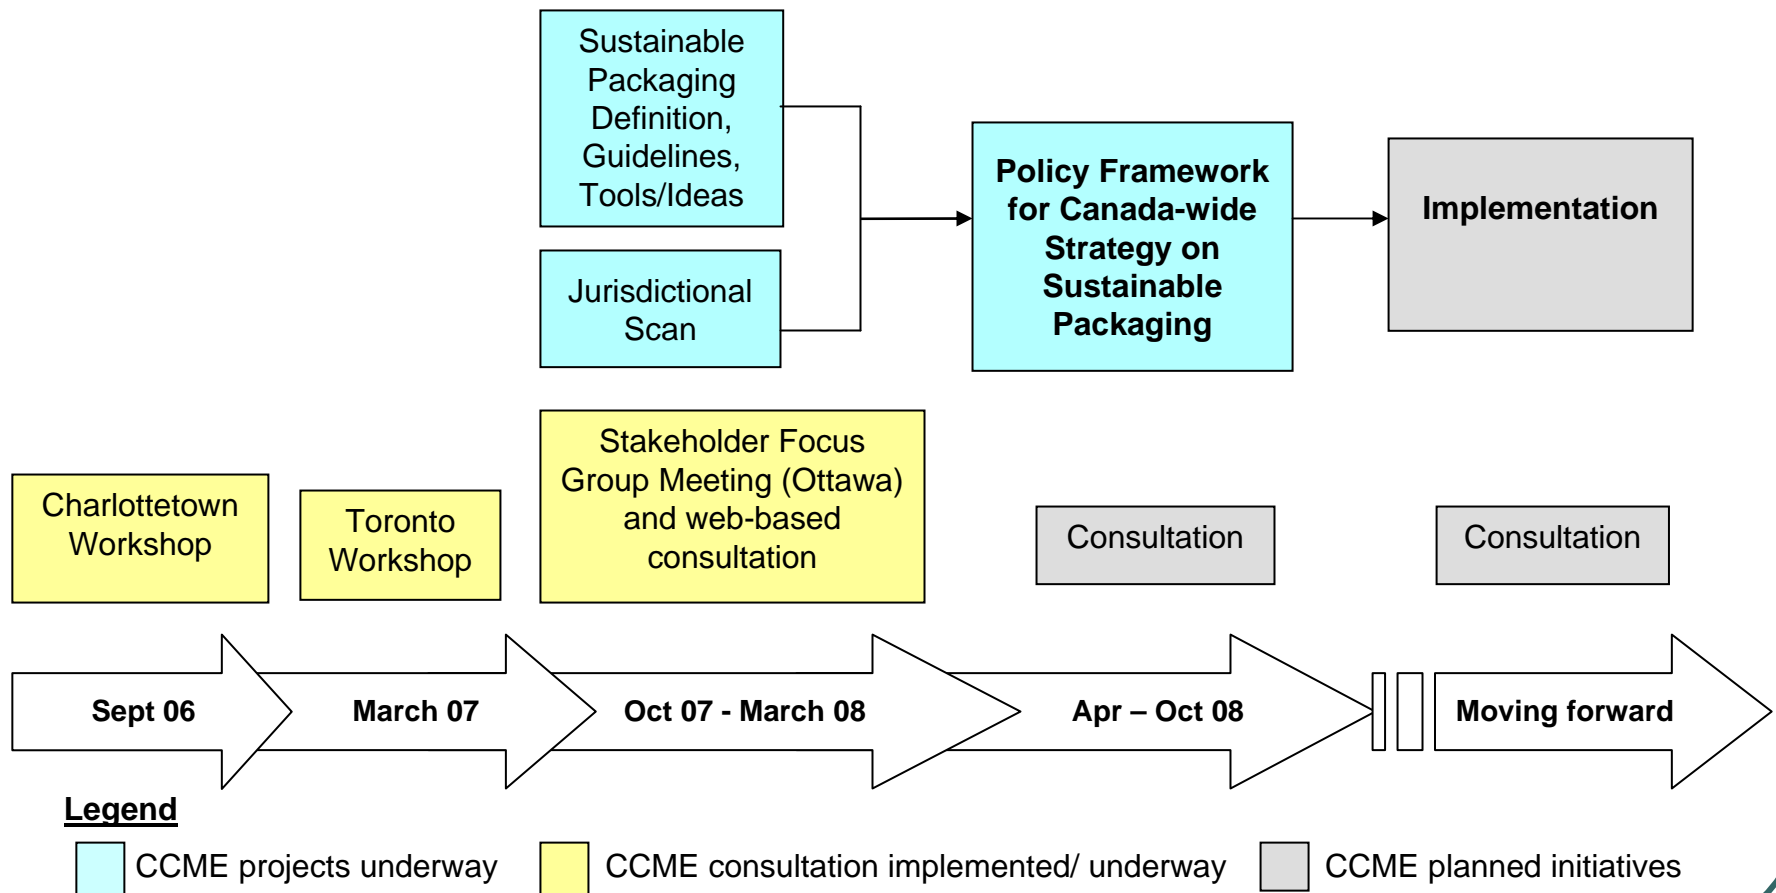 Sustainable
Packaging
Definition,
Guidelines,
Tools/Ideas
Jurisdictional
Scan
Policy Framework
for Canada-wide
Strategy on
Sustainable
Packaging
Implementation
Charlottetown
Workshop
Toronto
Workshop
Stakeholder Focus
Group Meeting (Ottawa)
and web-based
consultation
Consultation
Consultation
Sept 06
March 07
Oct 07 - March 08
Apr – Oct 08
Moving forward
Legend
CCME projects underway
CCME consultation implemented/ underway
CCME planned initiatives